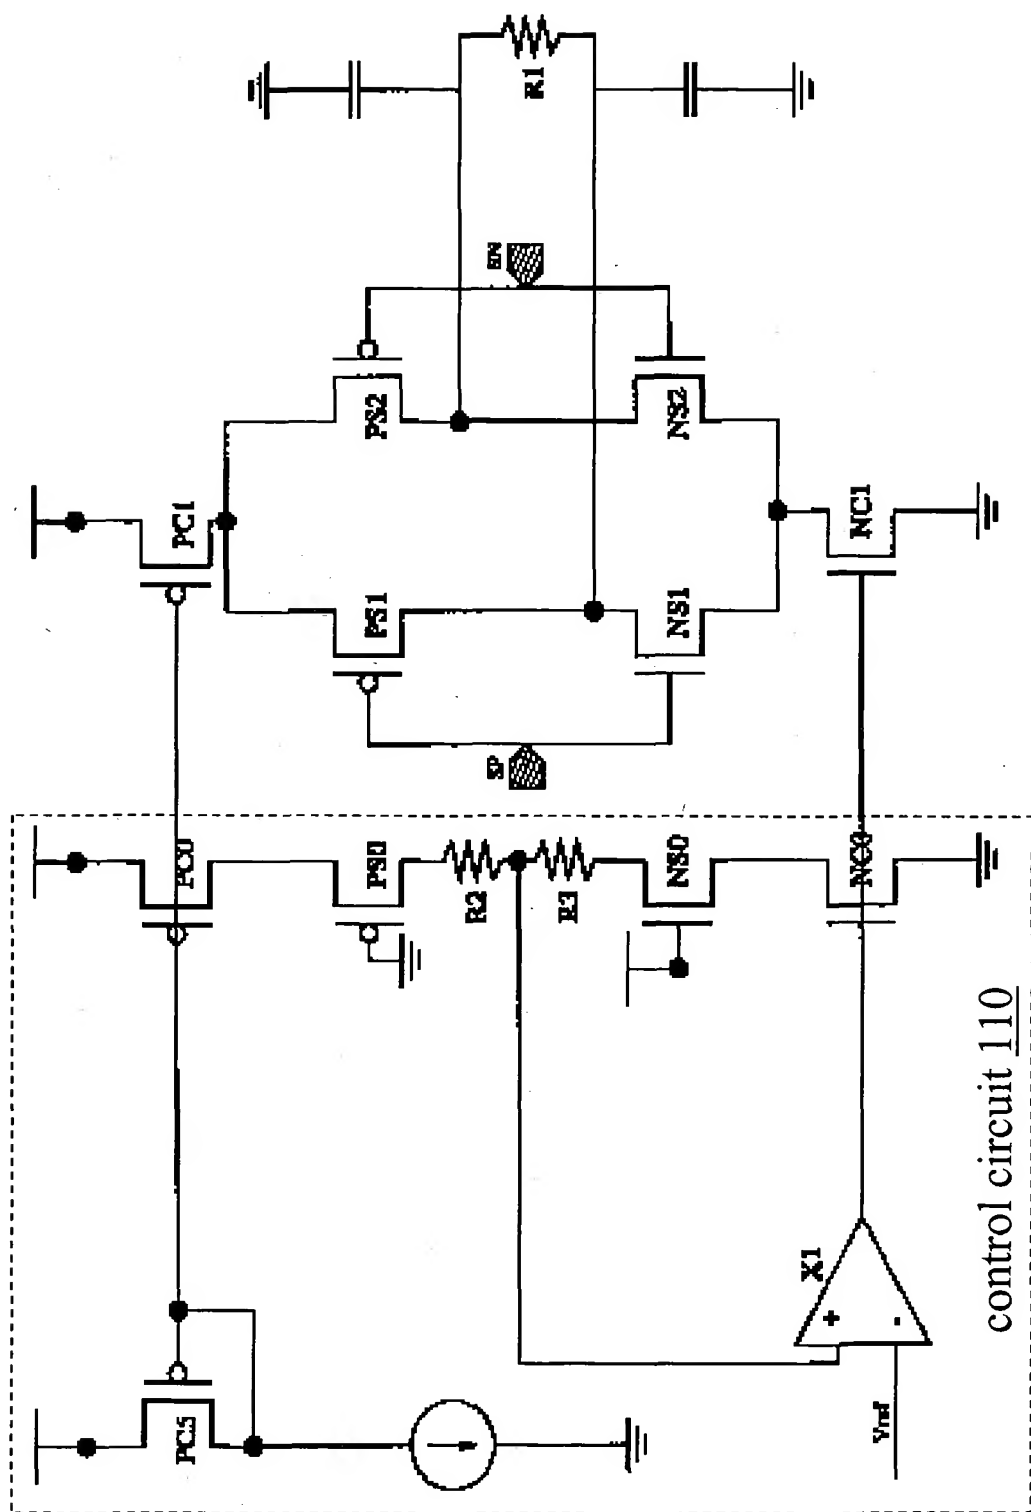 PC5
PC0
PC1
PS0
PS1
PS2
R2
R3
R1
NS0
NS1
NS2
NC0
NC1
SP
SN
X1
+
-
Vref
control circuit 110